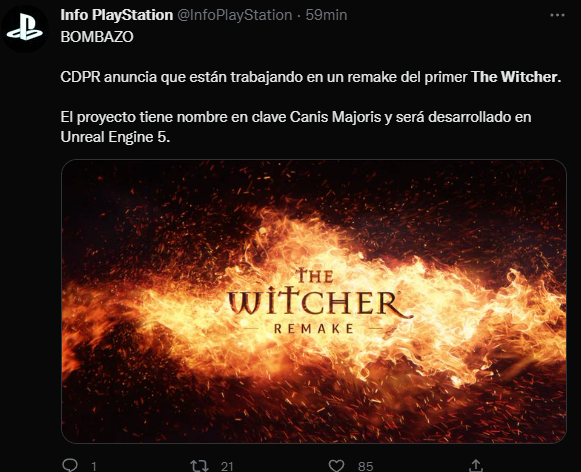 Info PlayStation @InfoPlayStation · 59min
BOMBAZO
CDPR anuncia que están trabajando en un remake del primer The Witcher.
El proyecto tiene nombre en clave Canis Majoris y será desarrollado en
Unreal Engine 5.
THE
WITCHER®
REMAKE
1 21 85